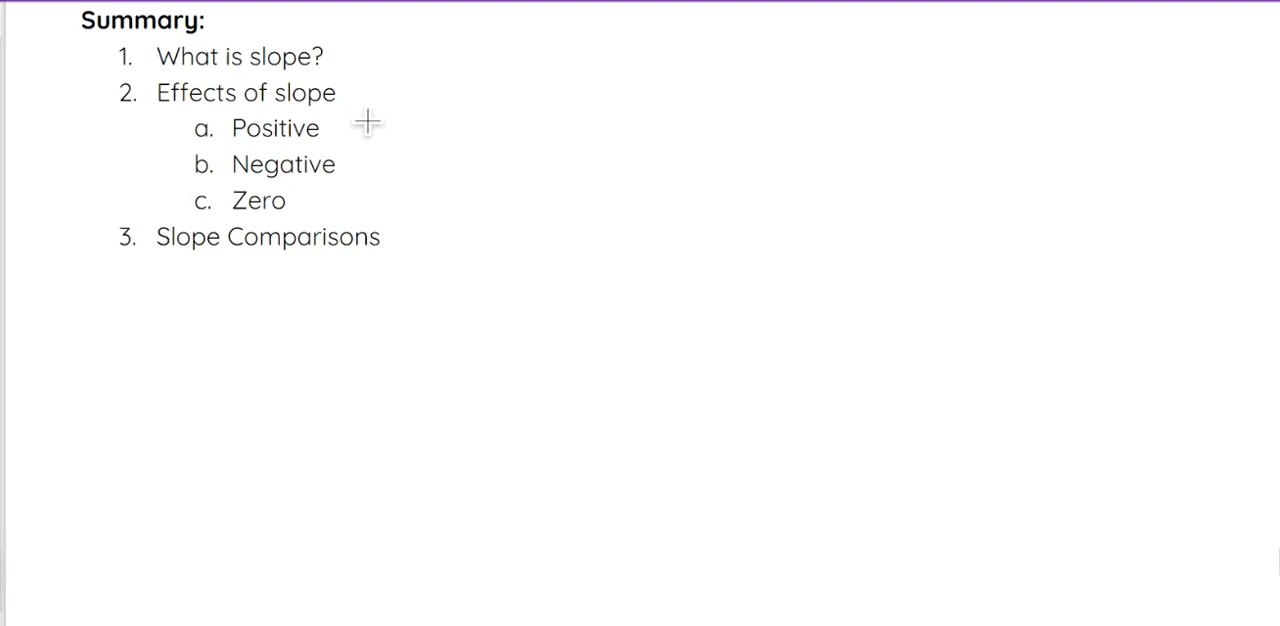 Summary:
1. What is slope?
2. Effects of slope
a. Positive
b. Negative
c. Zero
3. Slope Comparisons